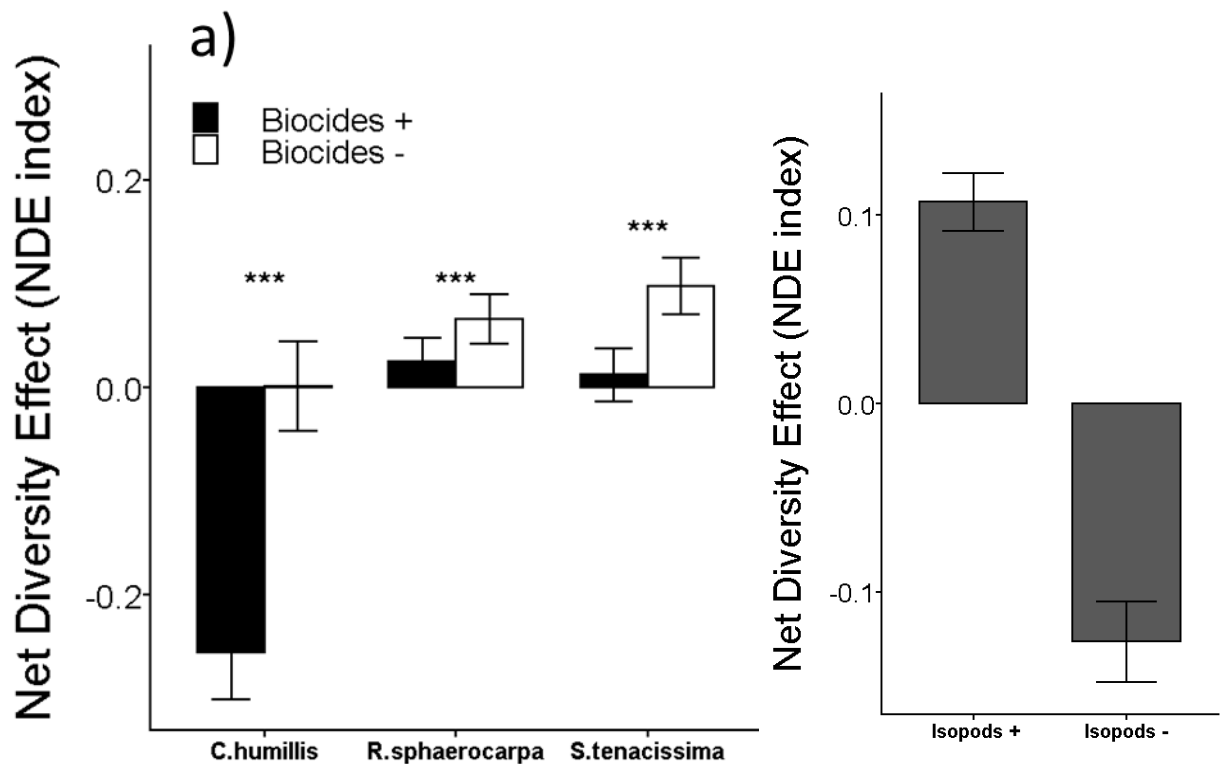 a)
Net Diversity Effect (NDE index)
Biocides +
Biocides -
0.2
0.0
-0.2
***
***
***
C.humillis
R.sphaerocarpa
S.tenacissima
Net Diversity Effect (NDE index)
0.1
0.0
-0.1
Isopods +
Isopods -